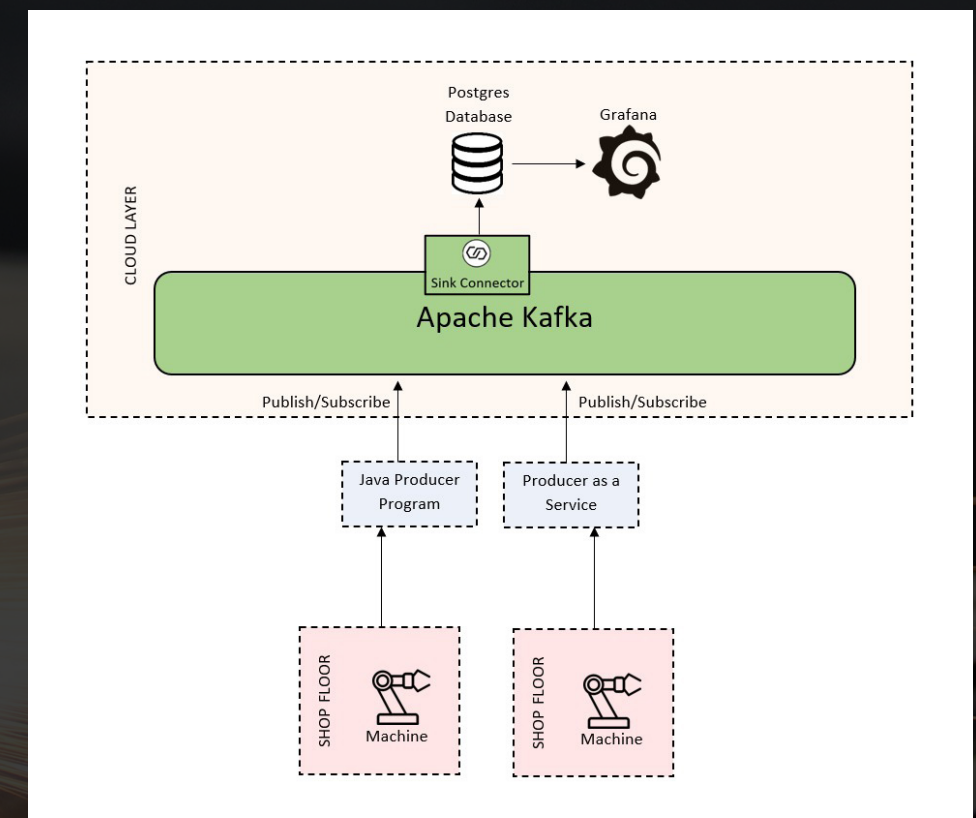 Postgres
Database
Grafana
CLOUD LAYER
Sink Connector
Apache Kafka
Publish/Subscribe
Publish/Subscribe
Java Producer
Program
Producer as a
Service
SHOP FLOOR
Machine
SHOP FLOOR
Machine